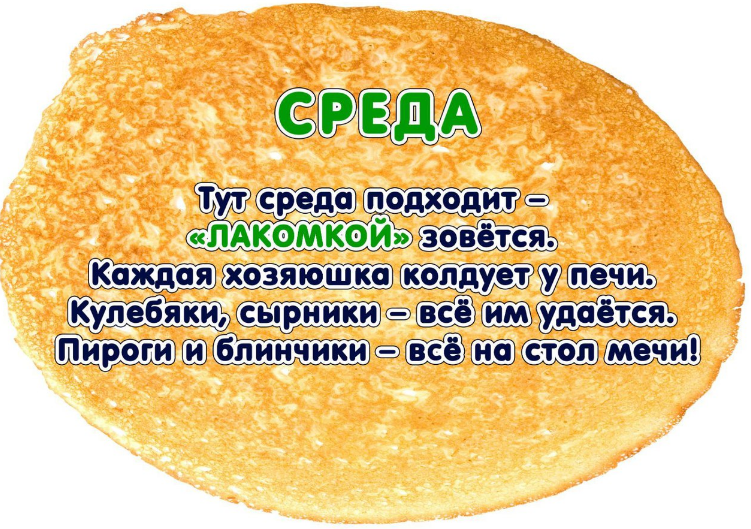 СРЕДА
Тут среда подходит –
«ЛАКОМКОЙ» зовётся.
Каждая хозяюшка колдует у печи.
Кулебяки, сырники – всё им удаётся.
Пироги и блинчики – всё на стол мечи!